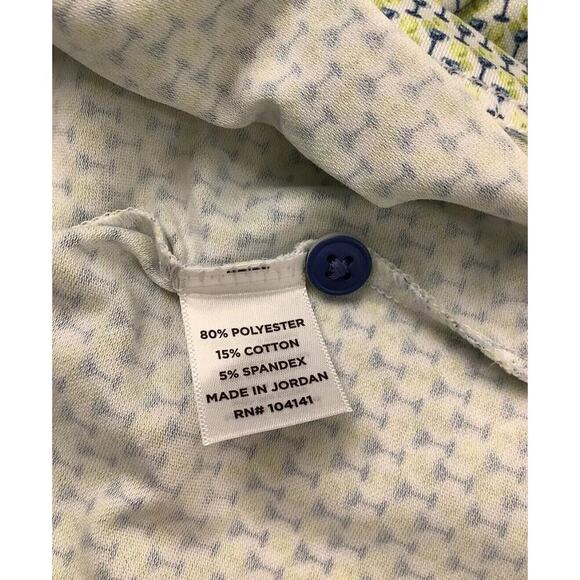 80% POLYESTER
15% COTTON
5% SPANDEX
MADE IN JORDAN
RN# 104141